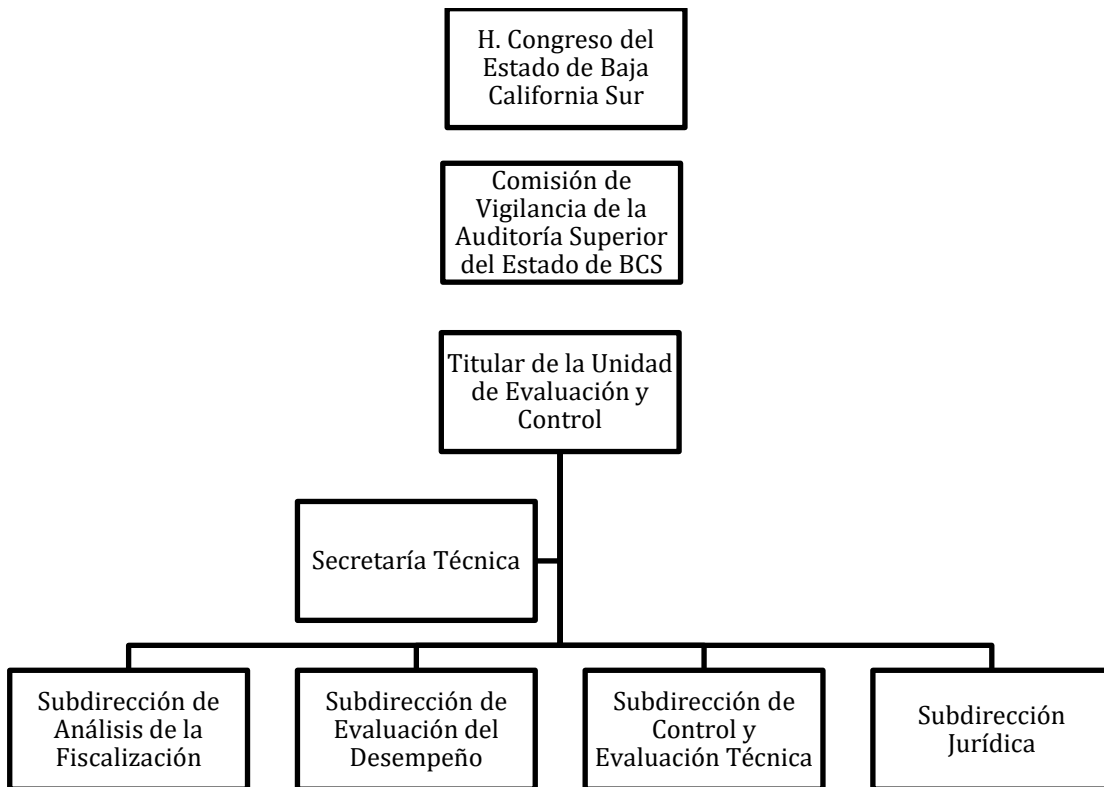 H. Congreso del
Estado de Baja
California Sur
Comisión de
Vigilancia de la
Auditoría Superior
del Estado de BCS
Titular de la Unidad
de Evaluación y
Control
Secretaría Técnica
Subdirección de
Análisis de la
Fiscalización
Subdirección de
Evaluación del
Desempeño
Subdirección de
Control y
Evaluación Técnica
Subdirección
Jurídica